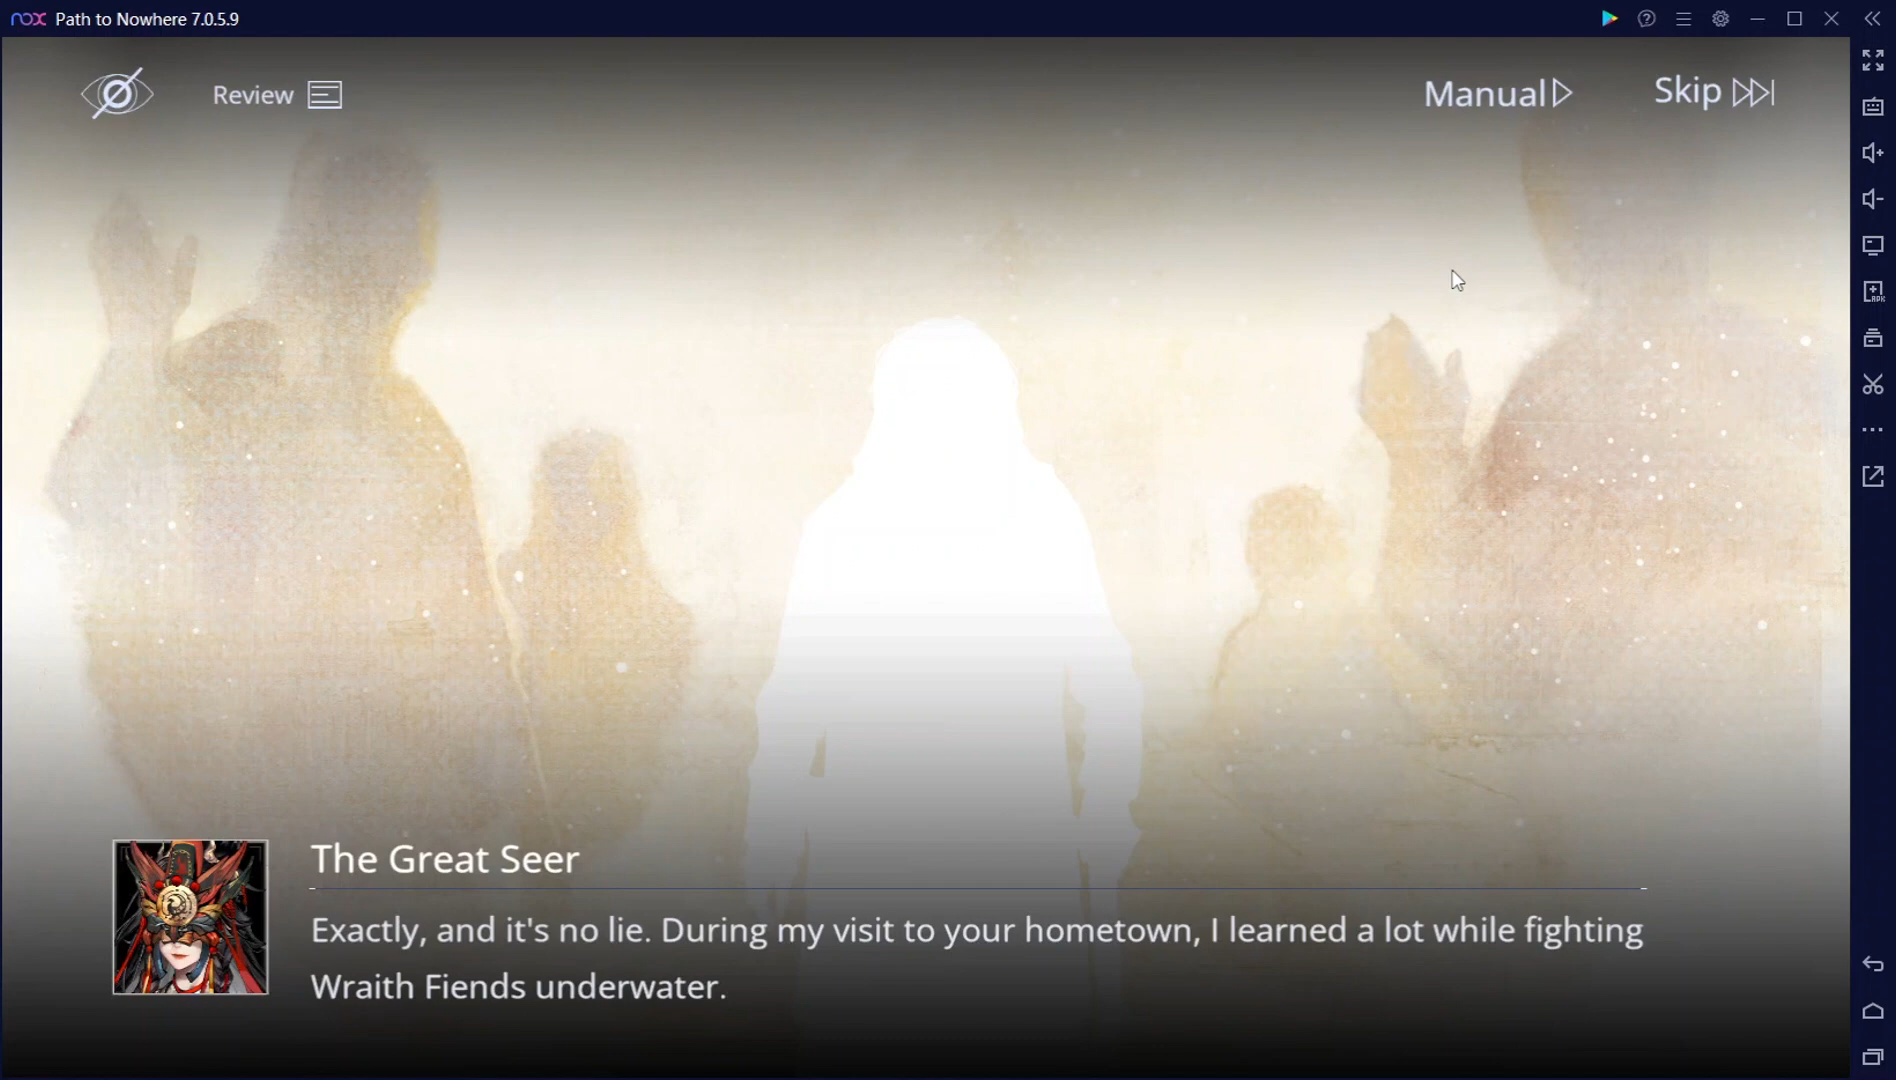 nox Path to Nowhere 7.0.5.9
Review
Manual
Skip
The Great Seer
Exactly, and it's no lie. During my visit to your hometown, I learned a lot while fighting
Wraith Fiends underwater.